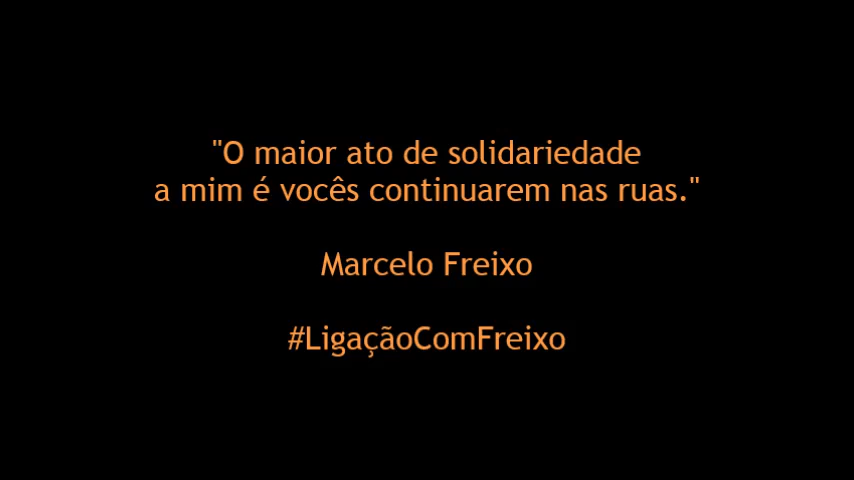 "O maior ato de solidariedade
a mim é vocês continuarem nas ruas."
Marcelo Freixo
#LigaçãoComFreixo